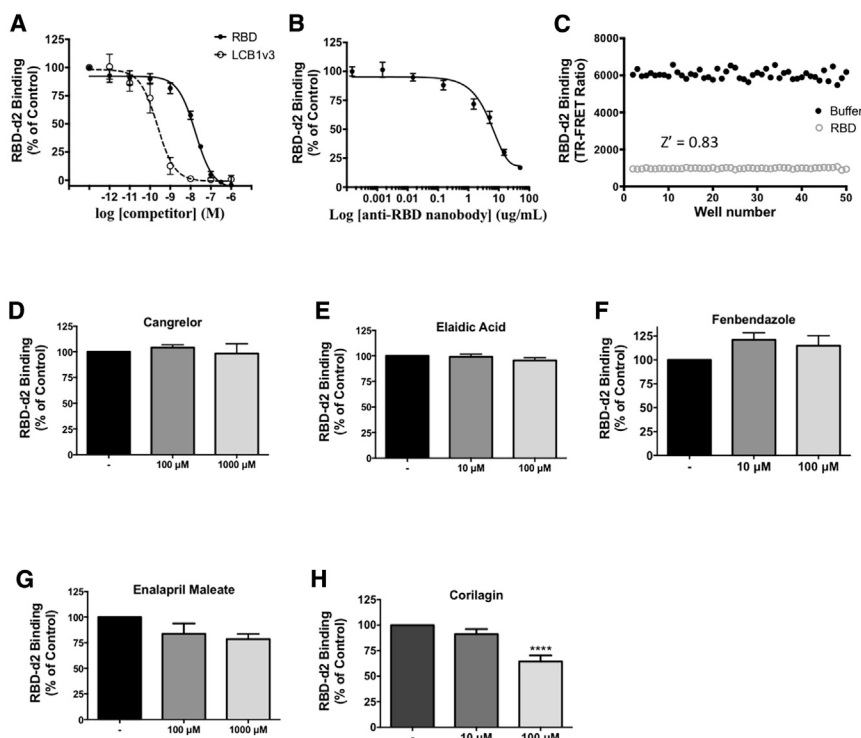 A
RBD-d2 Binding
(% of Control)
125
100
75
50
25
0
-12 -11 -10 -9 -8 -7 -6
log [competitor] (M)
RBD
LCB1v3
B
RBD-d2 Binding
(% of Control)
125
100
75
50
25
0
0.001 0.01 0.1 1 10 100
Log [anti-RBD nanobody] (ug/mL)
C
RBD-d2 Binding
(TR-FRET Ratio)
8000
6000
4000
2000
0
0 10 20 30 40 50
Well number
Z' = 0.83
Buffer
RBD
D
Cangrelor
RBD-d2 Binding
(% of Control)
125
100
75
50
25
0
- 100 µM 1000 µM
E
Elaidic Acid
RBD-d2 Binding
(% of Control)
125
100
75
50
25
0
- 10 µM 100 µM
F
Fenbendazole
RBD-d2 Binding
(% of Control)
125
100
75
50
25
0
- 10 µM 100 µM
G
Enalapril Maleate
RBD-d2 Binding
(% of Control)
125
100
75
50
25
0
- 100 µM 1000 µM
H
Corilagin
RBD-d2 Binding
(% of Control)
125
100
75
50
25
0
****
- 10 µM 100 µM